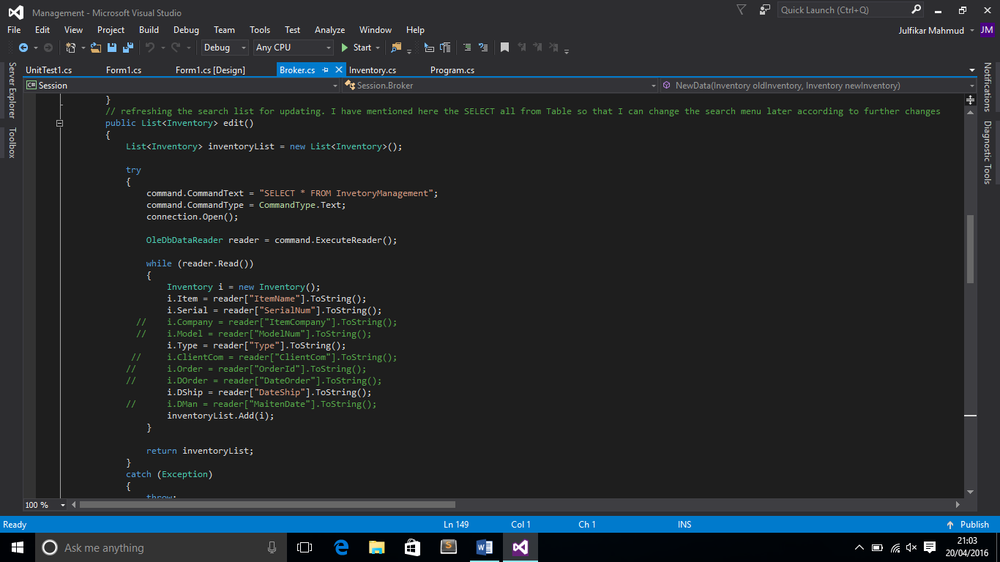 Management - Microsoft Visual Studio
Quick Launch (Ctrl+Q)
File Edit View Project Build Debug Team Tools Test Analyze Window Help
Julfikar Mahmud JM
Debug Any CPU Start
UnitTest1.cs Form1.cs Form1.cs [Design] Broker.cs Inventory.cs Program.cs
C# Session Session.Broker NewData(Inventory oldInventory, Inventory newInventory)
Server Explorer
Toolbox
Notifications
Diagnostic Tools
}
// refreshing the search list for updating. I have mentioned here the SELECT all from Table so that I can change the search menu later according to further changes
public List<Inventory> edit()
{
List<Inventory> inventoryList = new List<Inventory>();
try
{
command.CommandText = "SELECT * FROM InvetoryManagement";
command.CommandType = CommandType.Text;
connection.Open();
OleDbDataReader reader = command.ExecuteReader();
while (reader.Read())
{
Inventory i = new Inventory();
i.Item = reader["ItemName"].ToString();
i.Serial = reader["SerialNum"].ToString();
// i.Company = reader["ItemCompany"].ToString();
// i.Model = reader["ModelNum"].ToString();
i.Type = reader["Type"].ToString();
// i.ClientCom = reader["ClientCom"].ToString();
// i.Order = reader["OrderId"].ToString();
// i.DOrder = reader["DateOrder"].ToString();
i.DShip = reader["DateShip"].ToString();
// i.DMan = reader["MaitenDate"].ToString();
inventoryList.Add(i);
}
return inventoryList;
}
catch (Exception)
{
throw;
100 %
Ready Ln 149 Col 1 Ch 1 INS Publish
Ask me anything
21:03
20/04/2016